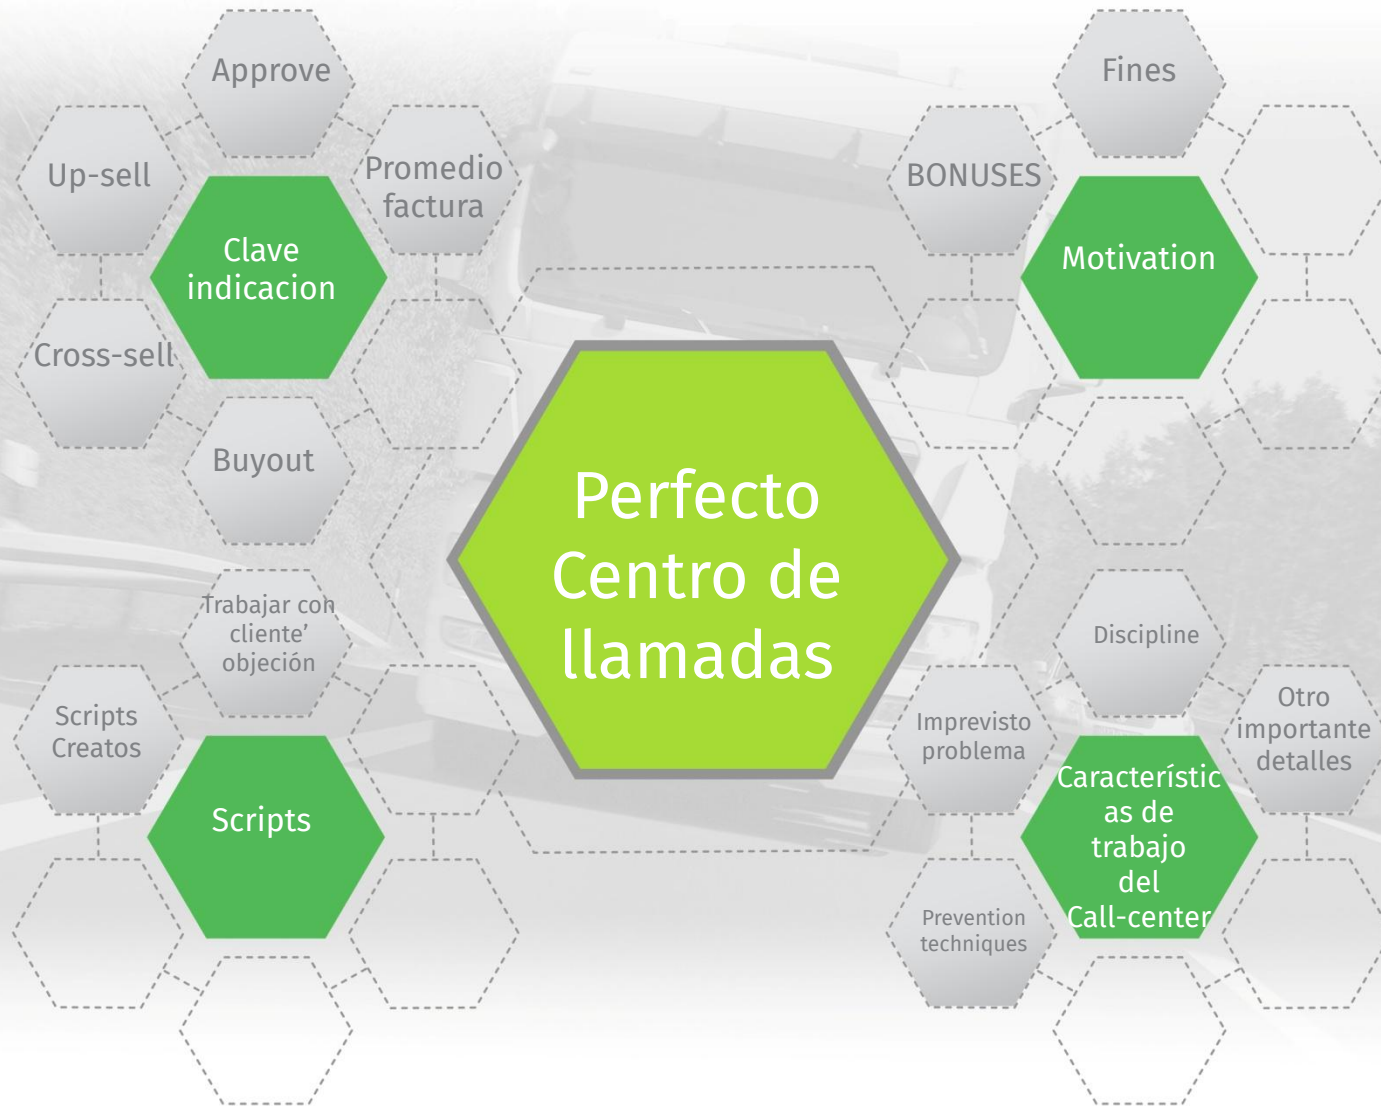 Approve
Up-sell
Promedio
factura
Clave
indicacion
Cross-sell
Buyout
Fines
BONUSES
Motivation
Perfecto
Centro de
llamadas
Trabajar con
cliente’
objeción
Scripts
Creatos
Scripts
Discipline
Imprevisto
problema
Otro
importante
detalles
Característic
as de
trabajo
del
Call-center
Prevention
techniques